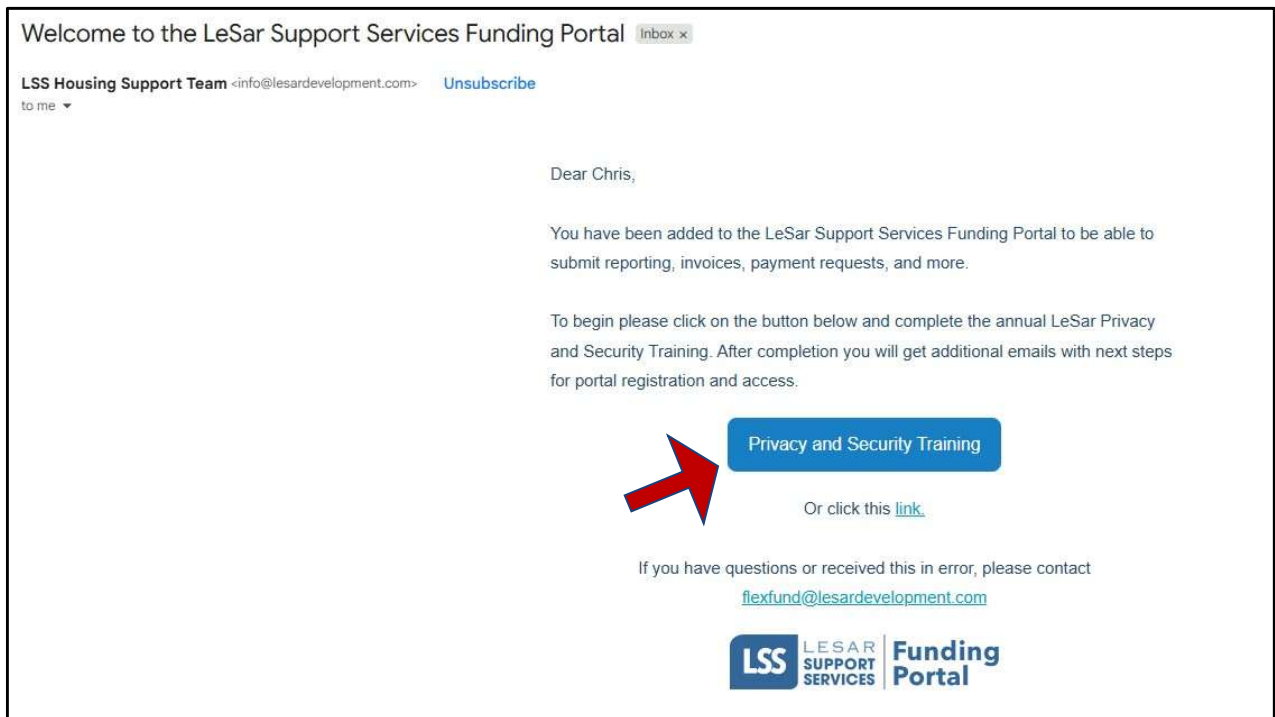 Welcome to the LeSar Support Services Funding Portal Inbox x
LSS Housing Support Team <info@lesardevelopment.com> Unsubscribe
to me
Dear Chris,
You have been added to the LeSar Support Services Funding Portal to be able to
submit reporting, invoices, payment requests, and more.
To begin please click on the button below and complete the annual LeSar Privacy
and Security Training. After completion you will get additional emails with next steps
for portal registration and access.
Privacy and Security Training
Or click this link.
If you have questions or received this in error, please contact
flexfund@lesardevelopment.com
LSS LESAR SUPPORT SERVICES Funding Portal